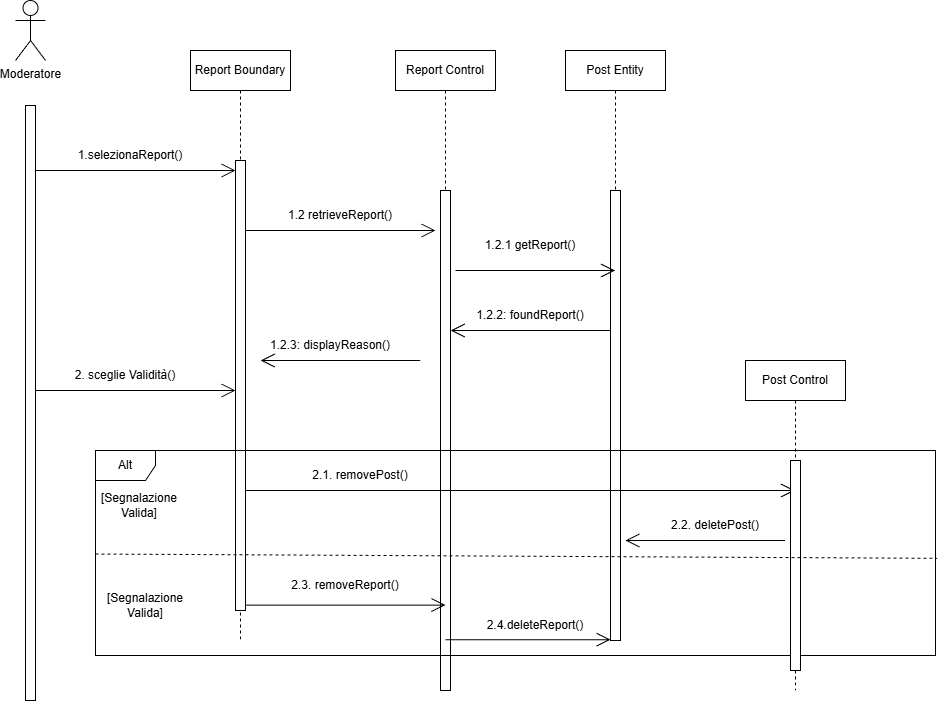 Moderatore
Report Boundary
Report Control
Post Entity
1.selezionaReport()
1.2 retrieveReport()
1.2.1 getReport()
1.2.2: foundReport()
1.2.3: displayReason()
2. sceglie Validità()
Post Control
Alt
2.1. removePost()
[Segnalazione
Valida]
2.2. deletePost()
2.3. removeReport()
[Segnalazione
Valida]
2.4.deleteReport()